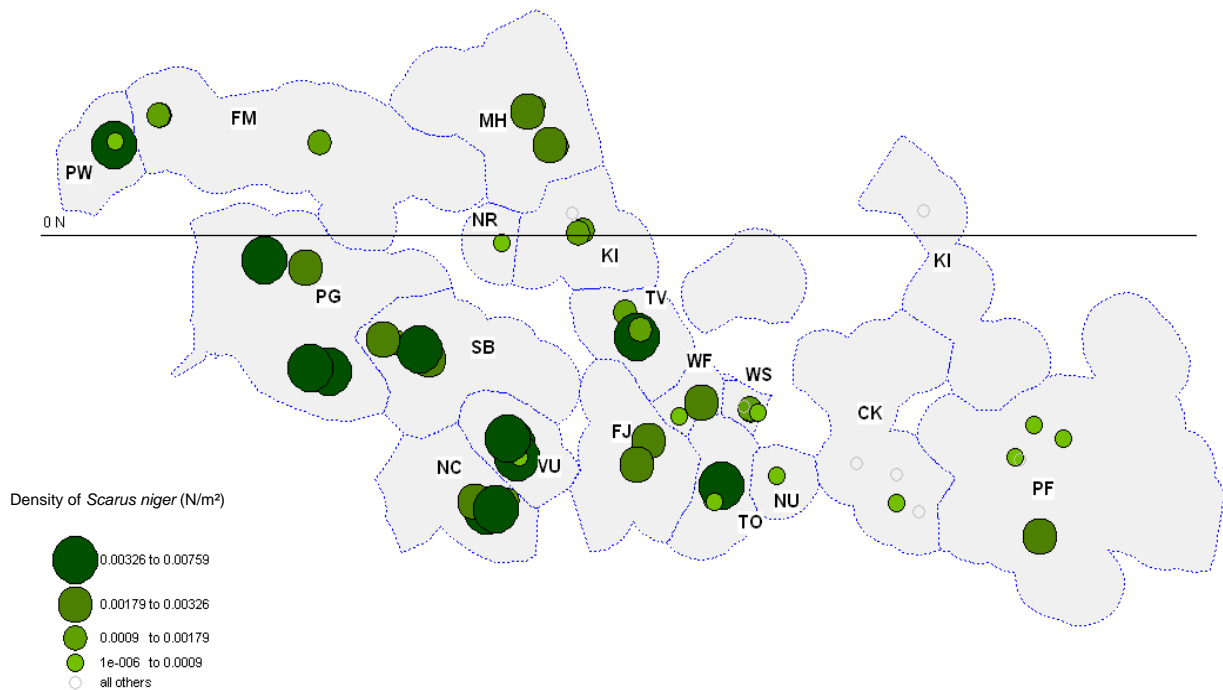 FM
MH
PW
0 N
NR
KI
KI
PG
TV
SB
WF
WS
CK
FJ
NC
VU
NU
PF
TO
Density of Scarus niger (N/m²)
0.00326 to 0.00759
0.00179 to 0.00326
0.0009 to 0.00179
1e-006 to 0.0009
all others